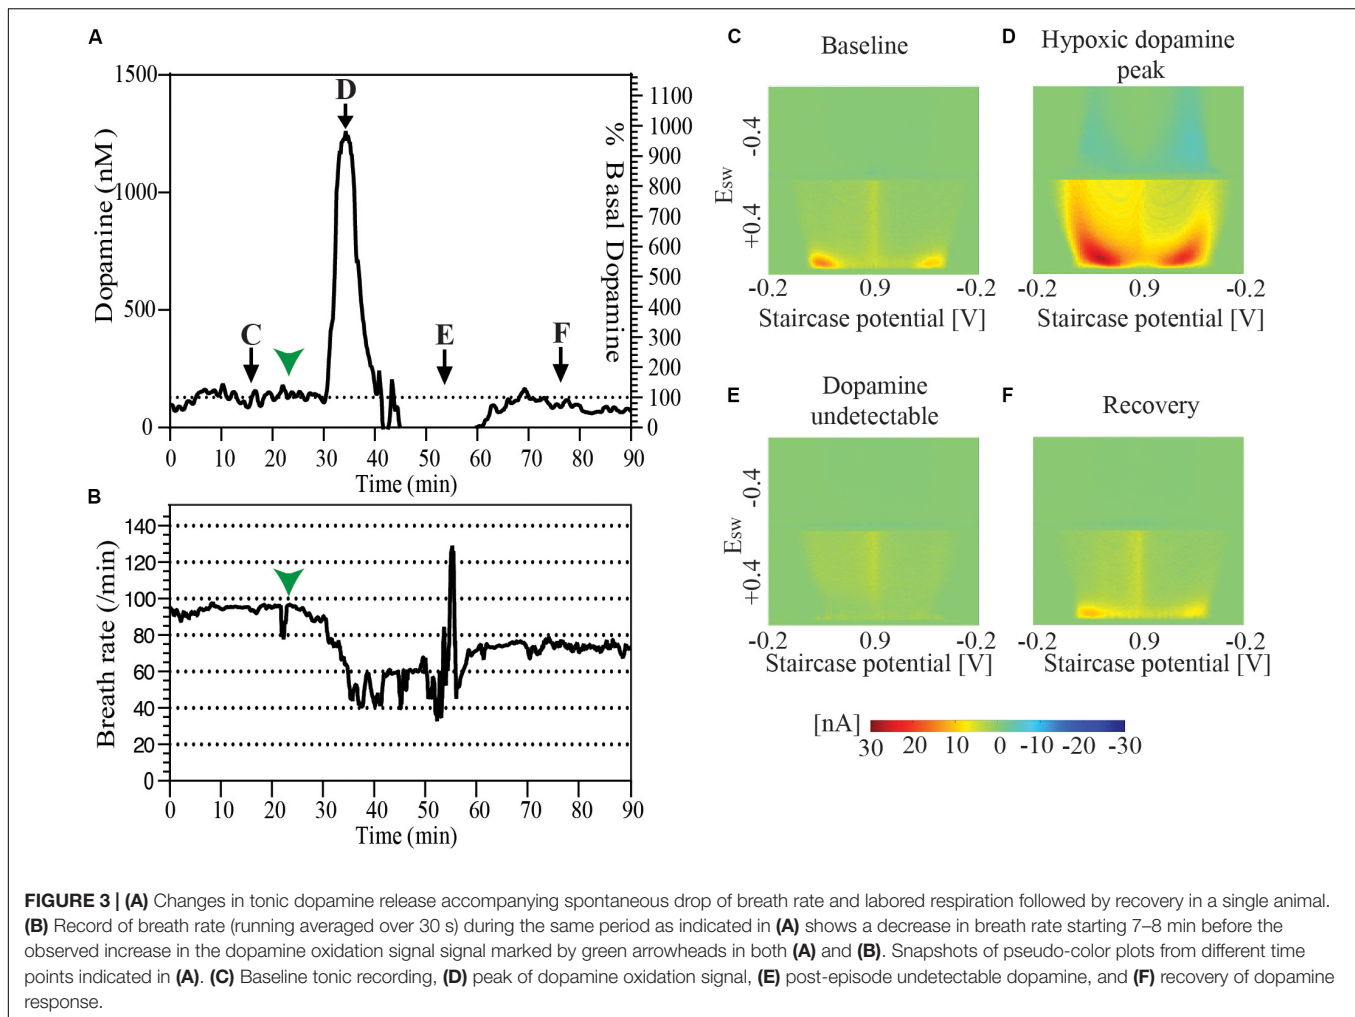 A
1500
1000
500
0
Dopamine (nM)
1100
1000
900
800
700
600
500
400
300
200
100
0
% Basal Dopamine
D
C
E
F
0 10 20 30 40 50 60 70 80 90
Time (min)
B
140
120
100
80
60
40
20
0
Breath rate (/min)
0 10 20 30 40 50 60 70 80 90
Time (min)
C
Baseline
Esw
-0.4
+0.4
-0.2 0.9 -0.2
Staircase potential [V]
D
Hypoxic dopamine
peak
-0.2 0.9 -0.2
Staircase potential [V]
E
Dopamine
undetectable
Esw
-0.4
+0.4
-0.2 0.9 -0.2
Staircase potential [V]
F
Recovery
-0.2 0.9 -0.2
Staircase potential [V]
[nA]
30 20 10 0 -10 -20 -30
FIGURE 3 | (A) Changes in tonic dopamine release accompanying spontaneous drop of breath rate and labored respiration followed by recovery in a single animal.
(B) Record of breath rate (running averaged over 30 s) during the same period as indicated in (A) shows a decrease in breath rate starting 7–8 min before the
observed increase in the dopamine oxidation signal signal marked by green arrowheads in both (A) and (B). Snapshots of pseudo-color plots from different time
points indicated in (A). (C) Baseline tonic recording, (D) peak of dopamine oxidation signal, (E) post-episode undetectable dopamine, and (F) recovery of dopamine
response.